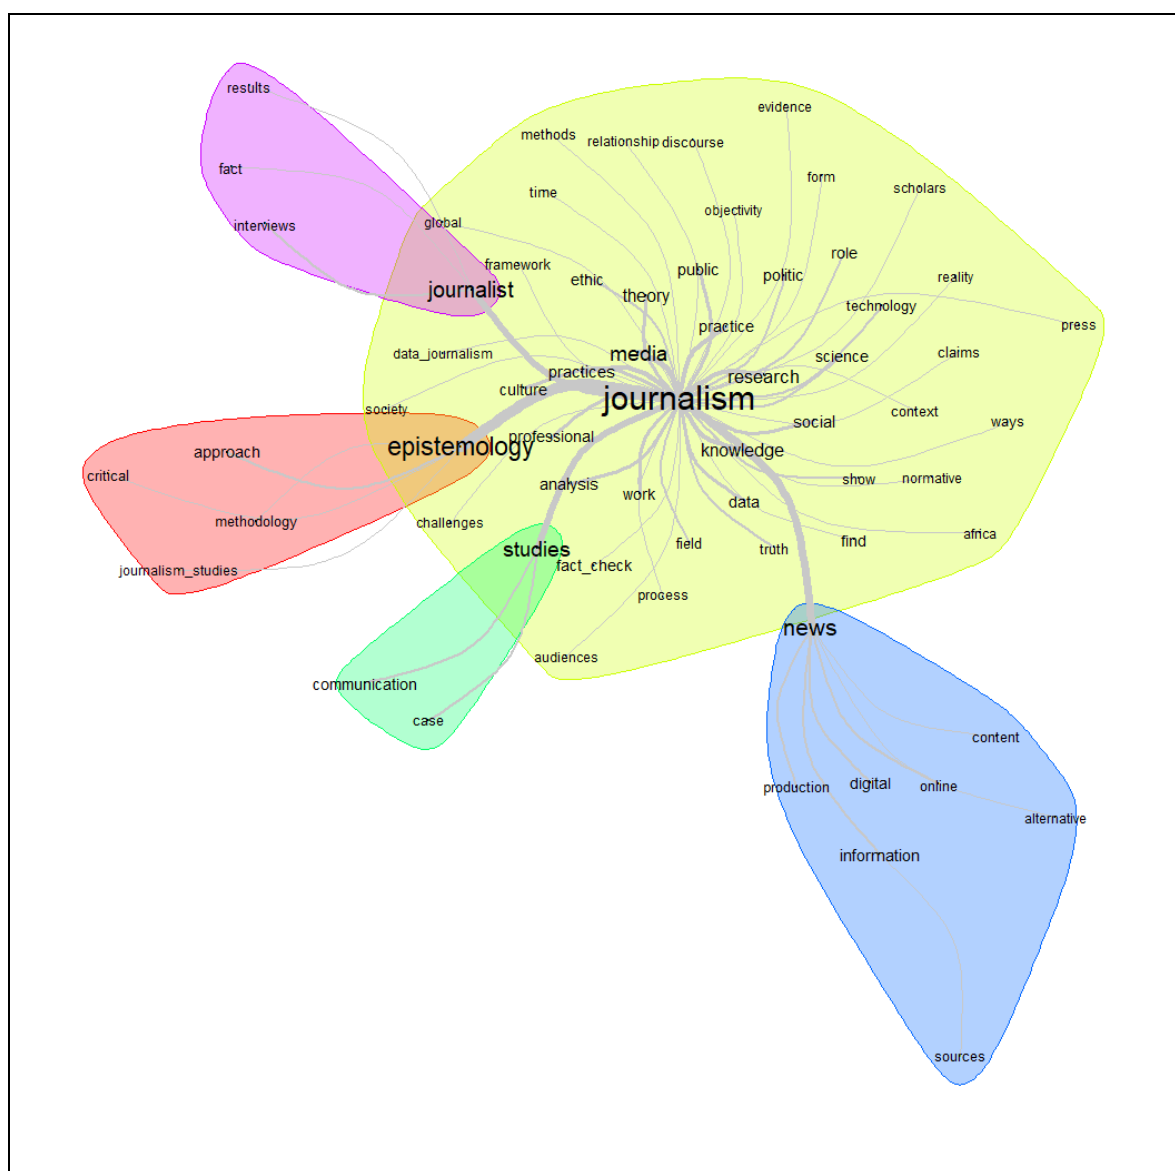 results
evidence
methods
relationship
discourse
fact
form
scholars
time
objectivity
interviews
global
role
framework
public
politic
reality
ethic
journalist
theory
technology
press
practice
data_journalism
media
science
claims
practices
research
culture
journalism
society
context
social
ways
professional
epistemology
approach
knowledge
critical
analysis
show
normative
work
data
methodology
challenges
africa
field
find
truth
studies
fact_check
journalism_studies
process
news
audiences
communication
case
content
production
digital
online
alternative
information
sources